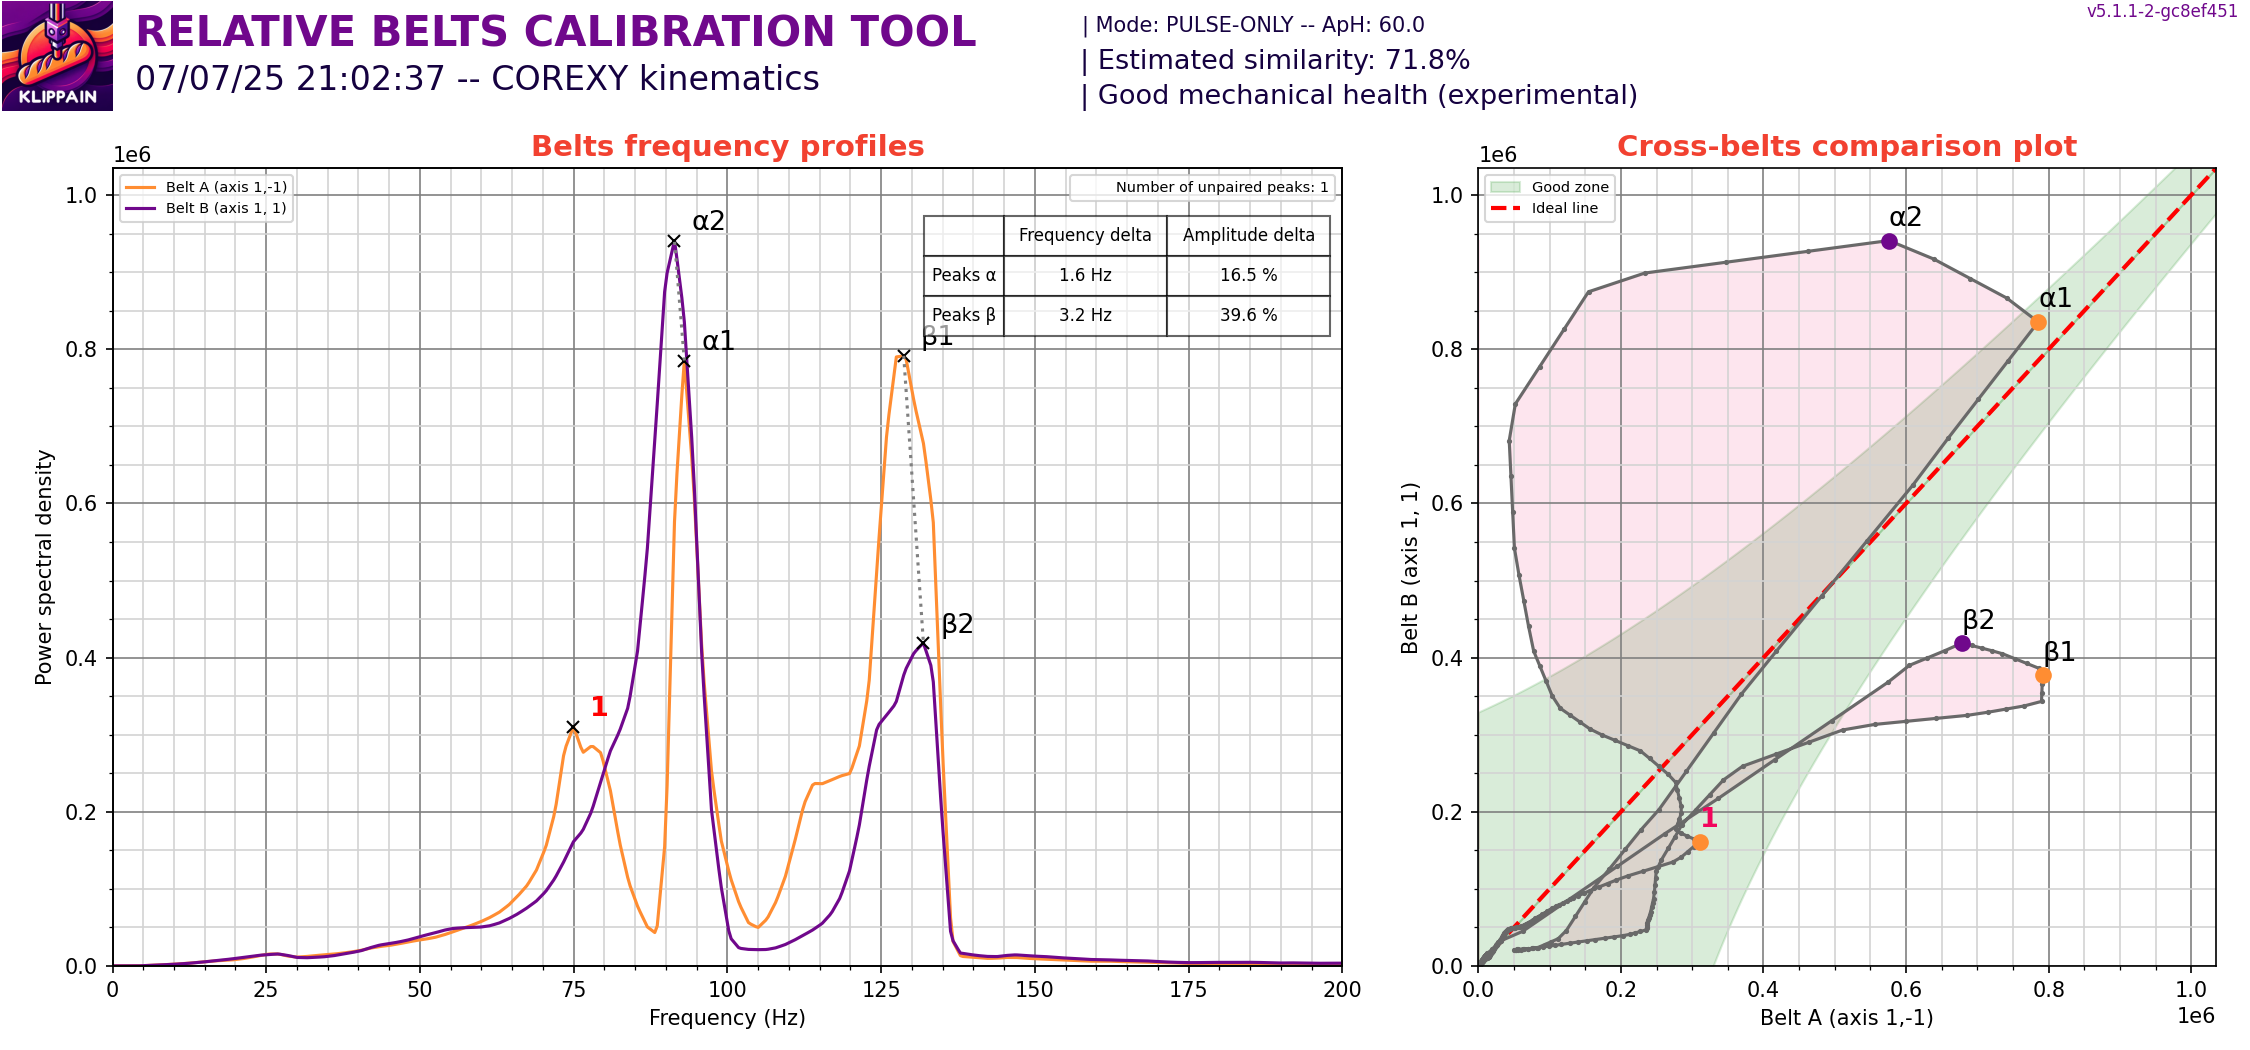 KLIPPAIN
RELATIVE BELTS CALIBRATION TOOL
07/07/25 21:02:37 -- COREXY kinematics
| Mode: PULSE-ONLY -- ApH: 60.0
| Estimated similarity: 71.8%
| Good mechanical health (experimental)
v5.1.1-2-gc8ef451
Belts frequency profiles
1e6
Belt A (axis 1,-1)
Belt B (axis 1, 1)
Number of unpaired peaks: 1
Frequency delta Amplitude delta
Peaks α 1.6 Hz 16.5 %
Peaks β 3.2 Hz 39.6 %
α2
α1
β1
β2
1
Power spectral density
1.0
0.8
0.6
0.4
0.2
0.0
0 25 50 75 100 125 150 175 200
Frequency (Hz)
Cross-belts comparison plot
1e6
Good zone
Ideal line
α2
α1
β2
β1
1
Belt B (axis 1, 1)
1.0
0.8
0.6
0.4
0.2
0.0
0.0 0.2 0.4 0.6 0.8 1.0
Belt A (axis 1,-1)
1e6